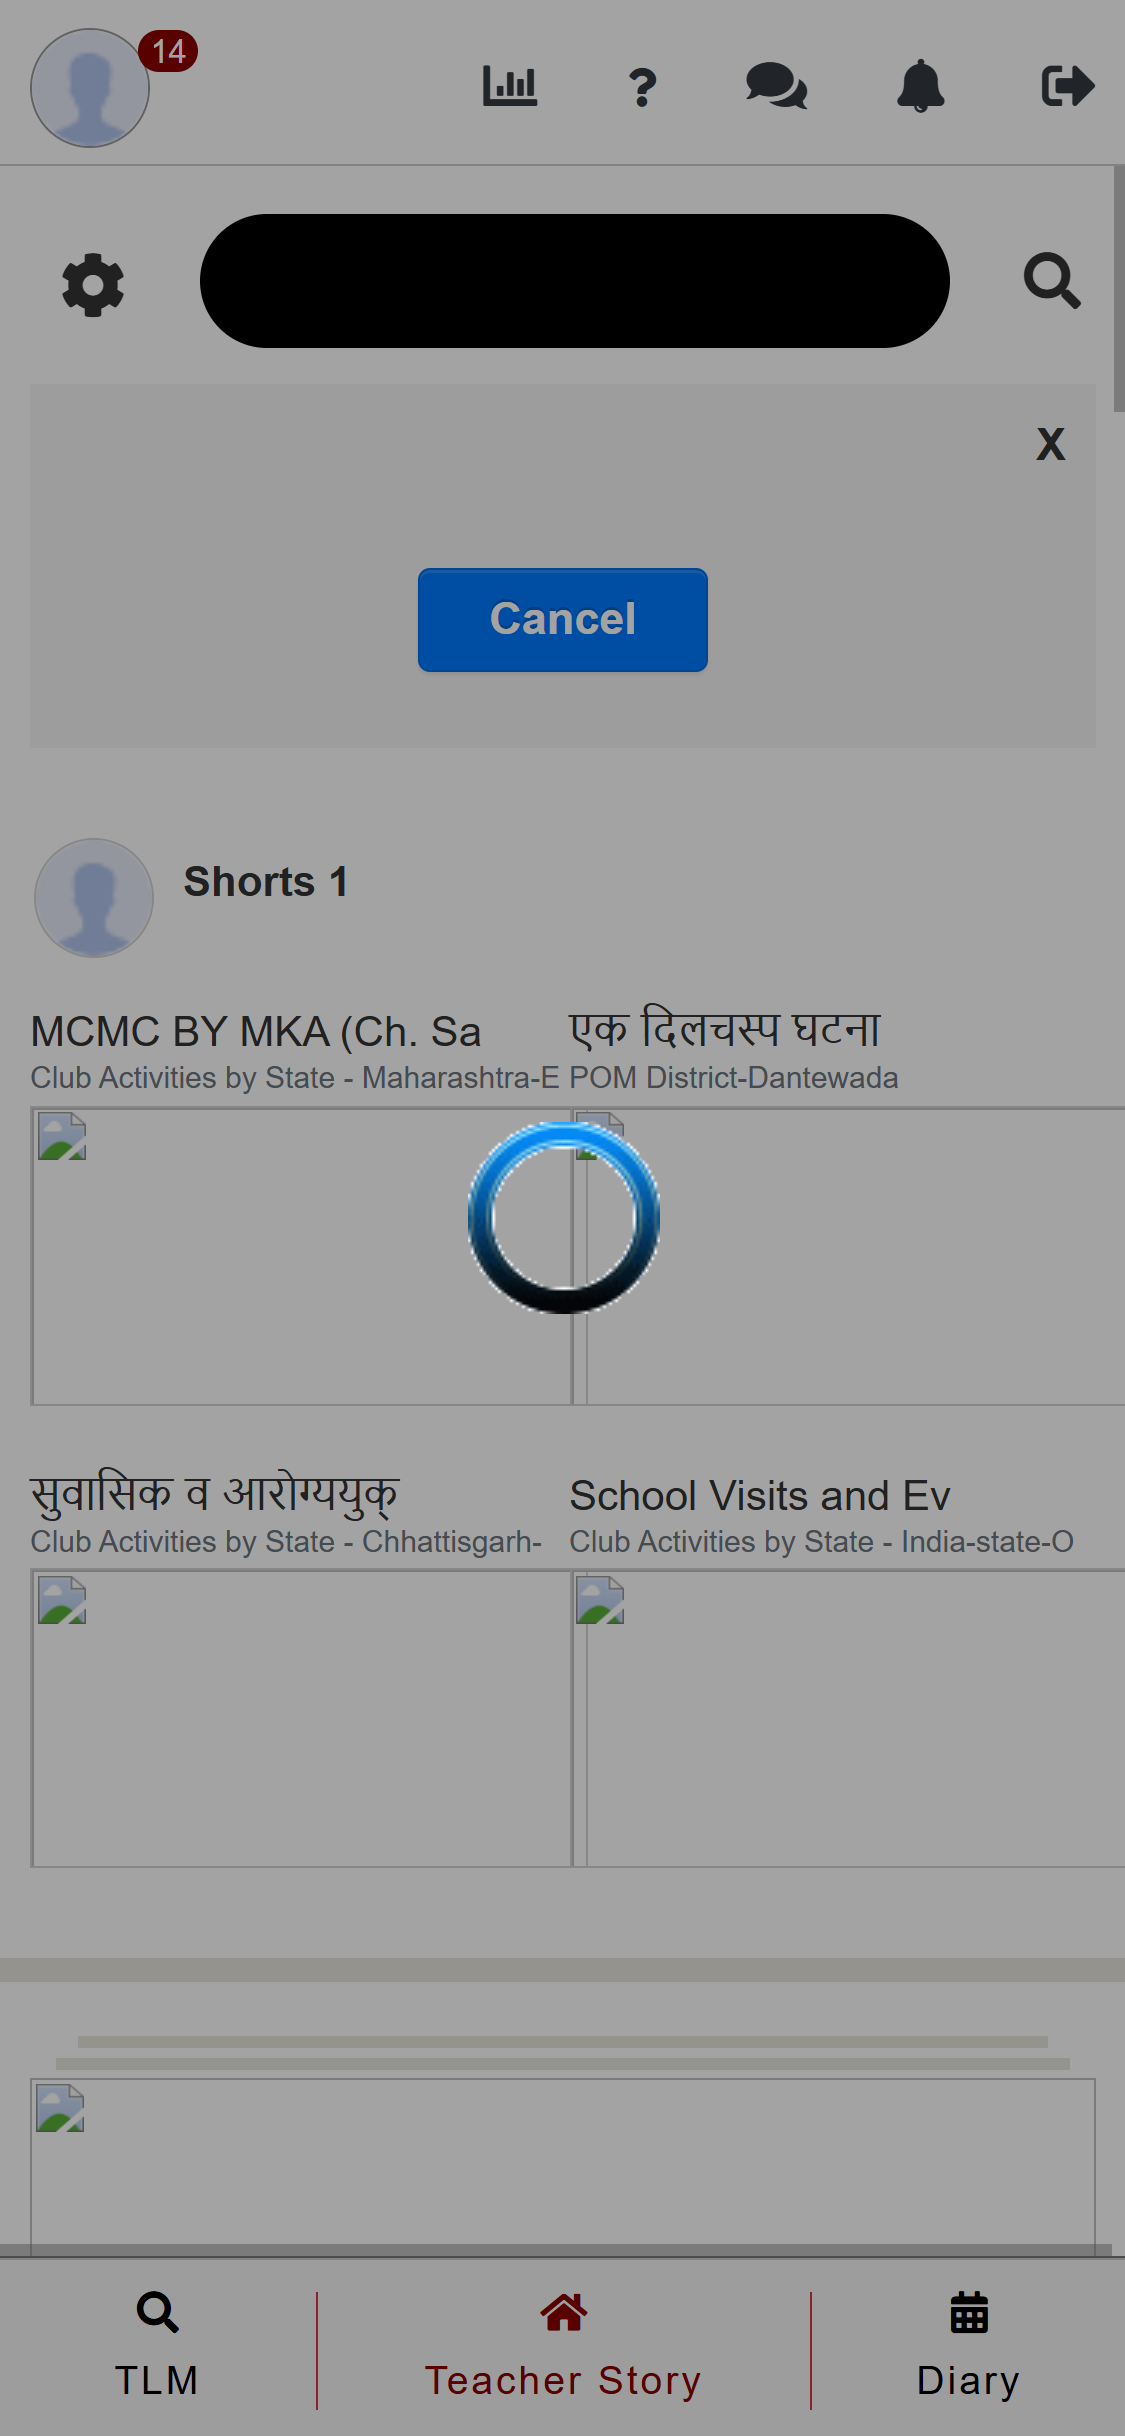 14
X
Cancel
Shorts 1
MCMC BY MKA (Ch. Sa
Club Activities by State - Maharashtra-E
एक दिलचस्प घटना
POM District-Dantewada
सुवासिक व आरोग्ययुक्
Club Activities by State - Chhattisgarh-
School Visits and Ev
Club Activities by State - India-state-O
TLM
Teacher Story
Diary